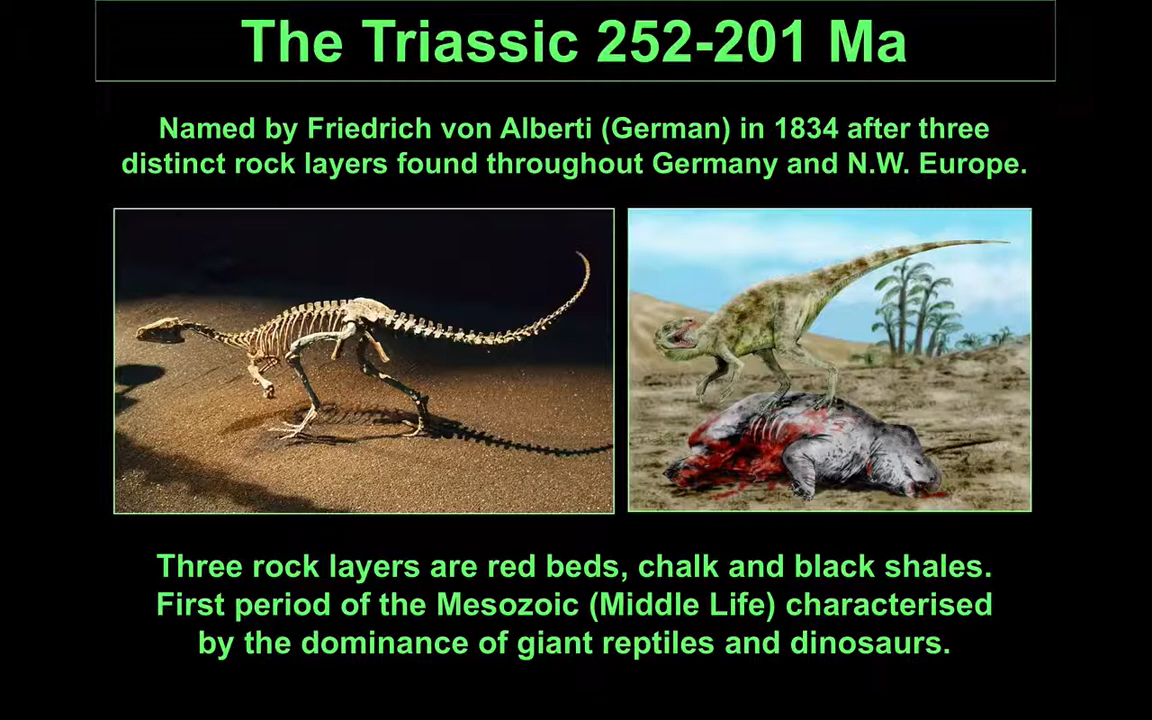 The Triassic 252-201 Ma
Named by Friedrich von Alberti (German) in 1834 after three
distinct rock layers found throughout Germany and N.W. Europe.
Three rock layers are red beds, chalk and black shales.
First period of the Mesozoic (Middle Life) characterised
by the dominance of giant reptiles and dinosaurs.